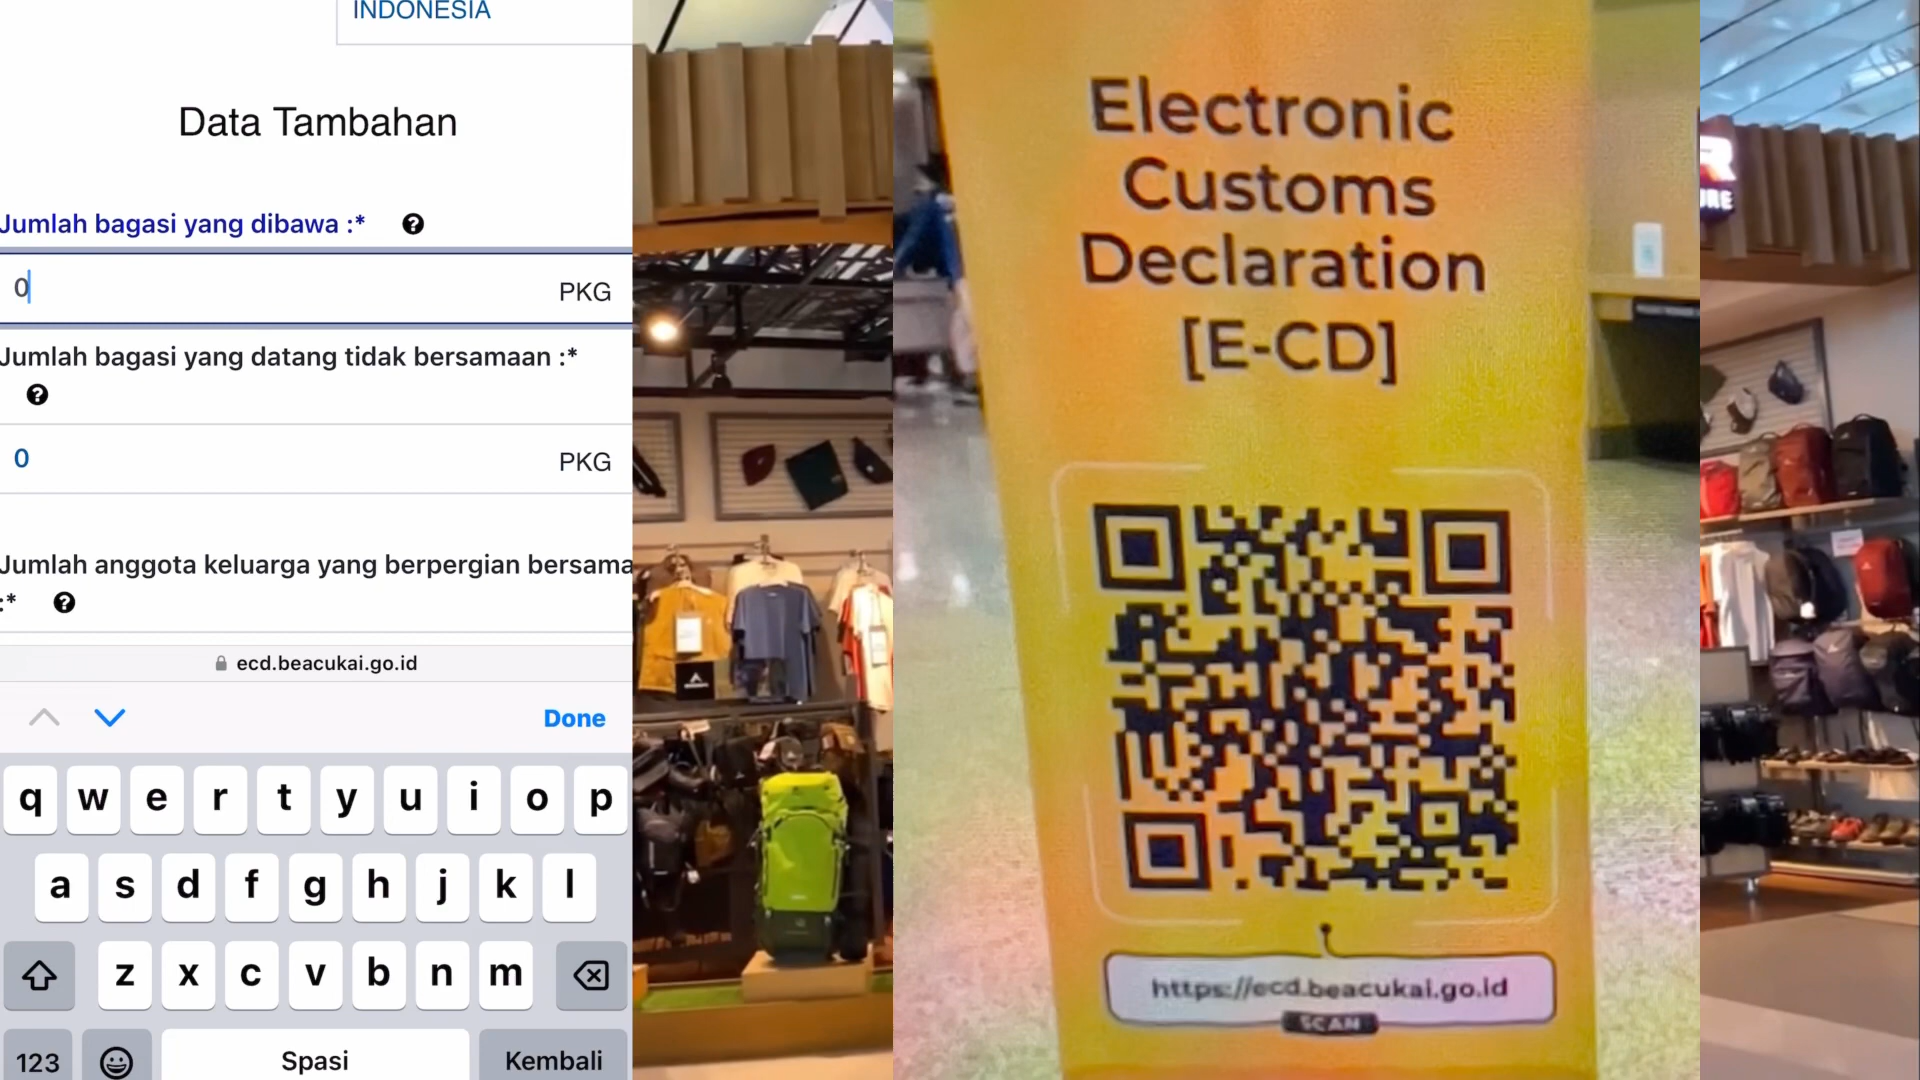 INDONESIA
Data Tambahan
Jumlah bagasi yang dibawa :*
0 PKG
Jumlah bagasi yang datang tidak bersamaan :*
0 PKG
Jumlah anggota keluarga yang berpergian bersama
:*
ecd.beacukai.go.id
Done
q w e r t y u i o p
a s d f g h j k l
z x c v b n m
123 Spasi Kembali
Electronic
Customs
Declaration
[E-CD]
https://ecd.beacukai.go.id
SCAN